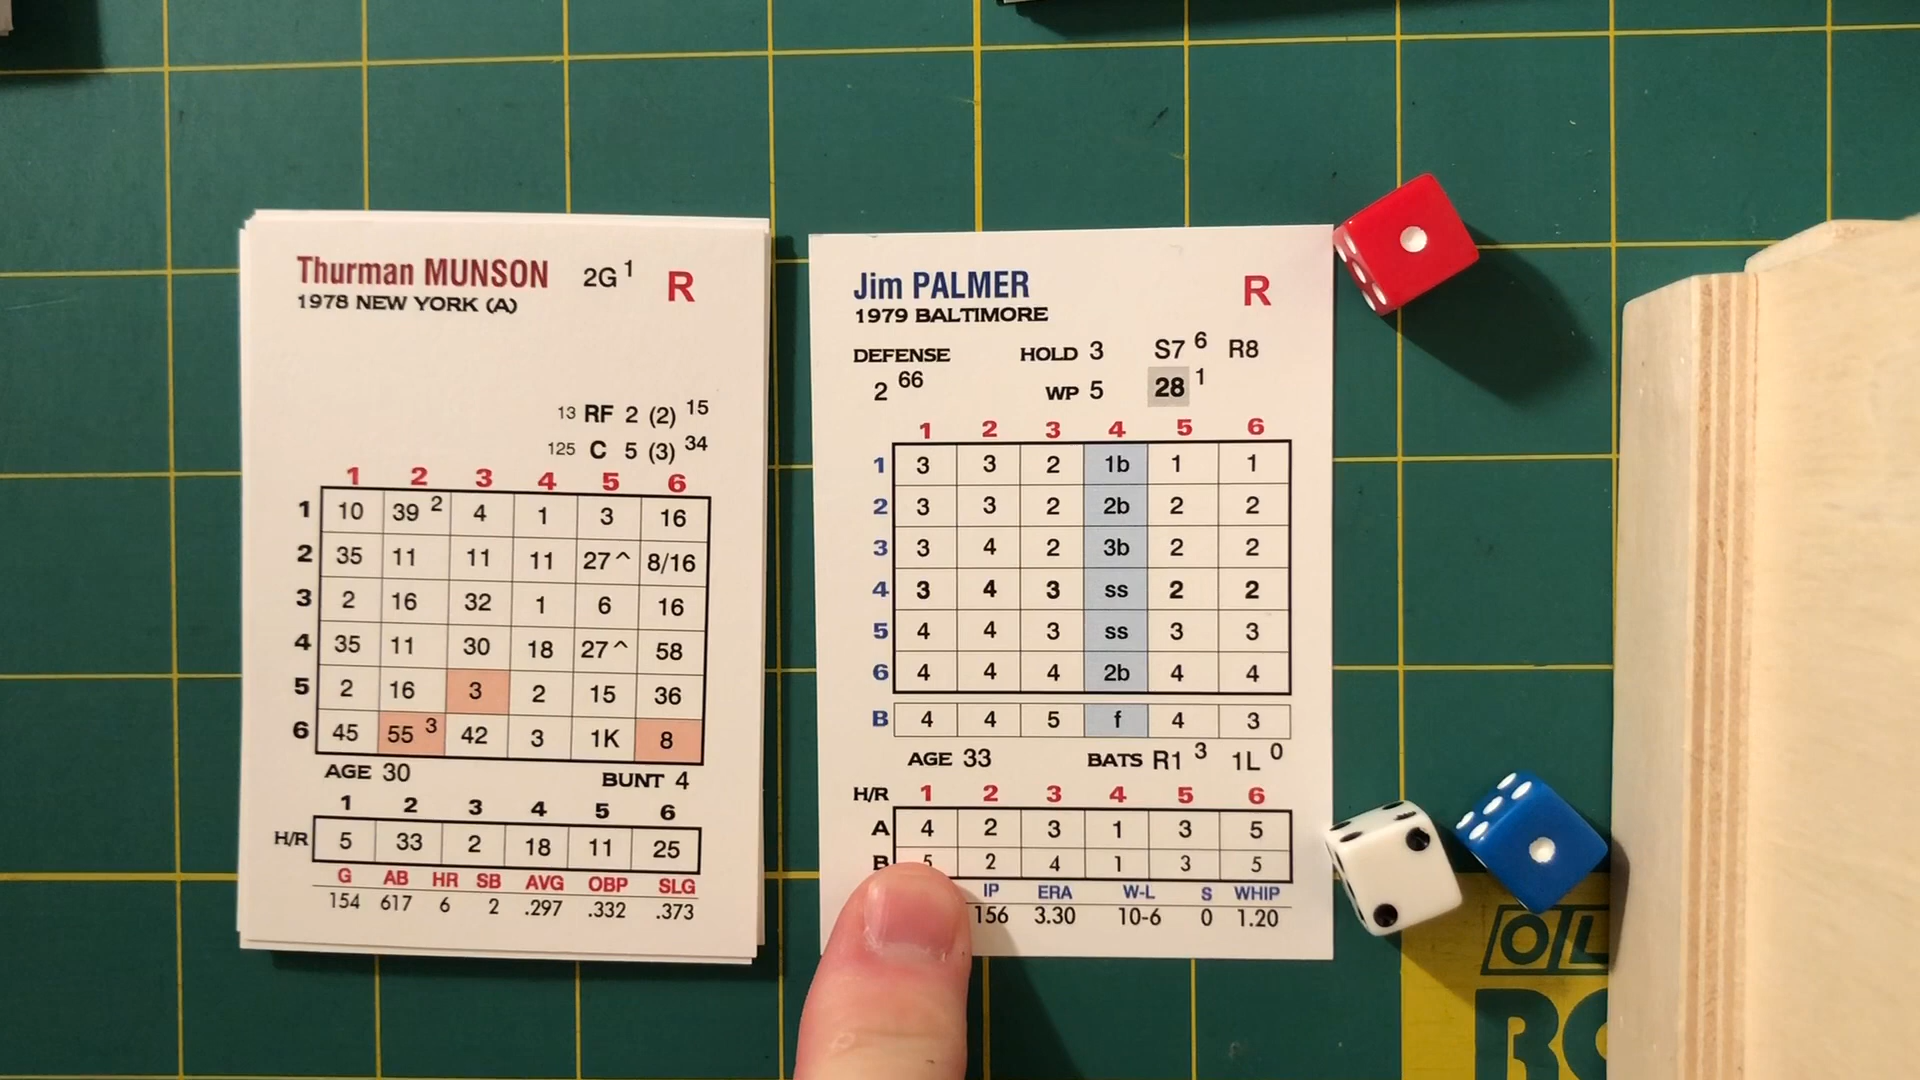 Thurman MUNSON 2G 1 R
1978 NEW YORK (A)
13 RF 2 (2) 15
125 C 5 (3) 34
1 2 3 4 5 6
1 10 39 2 4 1 3 16
2 35 11 11 11 27^ 8/16
3 2 16 32 1 6 16
4 35 11 30 18 27^ 58
5 2 16 3 2 15 36
6 45 55 3 42 3 1K 8
AGE 30 BUNT 4
1 2 3 4 5 6
H/R 5 33 2 18 11 25
G AB HR SB AVG OBP SLG
154 617 6 2 .297 .332 .373
Jim PALMER R
1979 BALTIMORE
DEFENSE HOLD 3 S7 6 R8
2 66 WP 5 28 1
1 2 3 4 5 6
1 3 3 2 1b 1 1
2 3 3 2 2b 2 2
3 3 4 2 3b 2 2
4 3 4 3 ss 2 2
5 4 4 3 ss 3 3
6 4 4 4 2b 4 4
B 4 4 5 f 4 3
AGE 33 BATS R1 3 1L 0
H/R 1 2 3 4 5 6
A 4 2 3 1 3 5
B 5 2 4 1 3 5
IP ERA W-L S WHIP
156 3.30 10-6 0 1.20